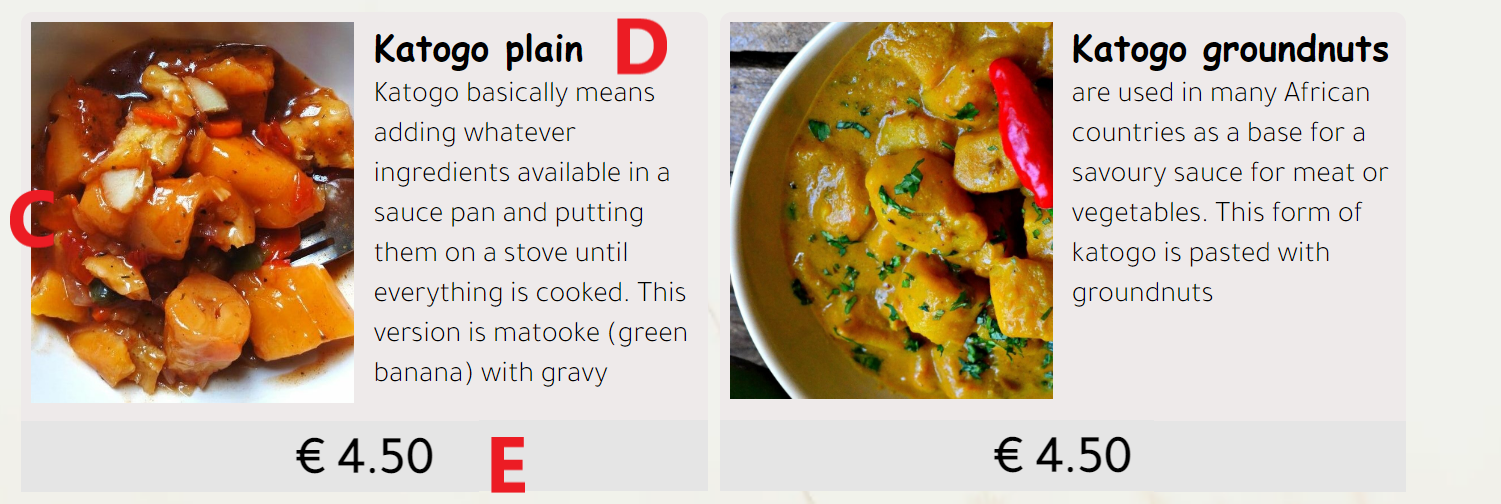 Katogo plain D
Katogo basically means
adding whatever
ingredients available in a
sauce pan and putting
them on a stove until
everything is cooked. This
version is matooke (green
banana) with gravy
C
€ 4.50 E
Katogo groundnuts
are used in many African
countries as a base for a
savoury sauce for meat or
vegetables. This form of
katogo is pasted with
groundnuts
€ 4.50